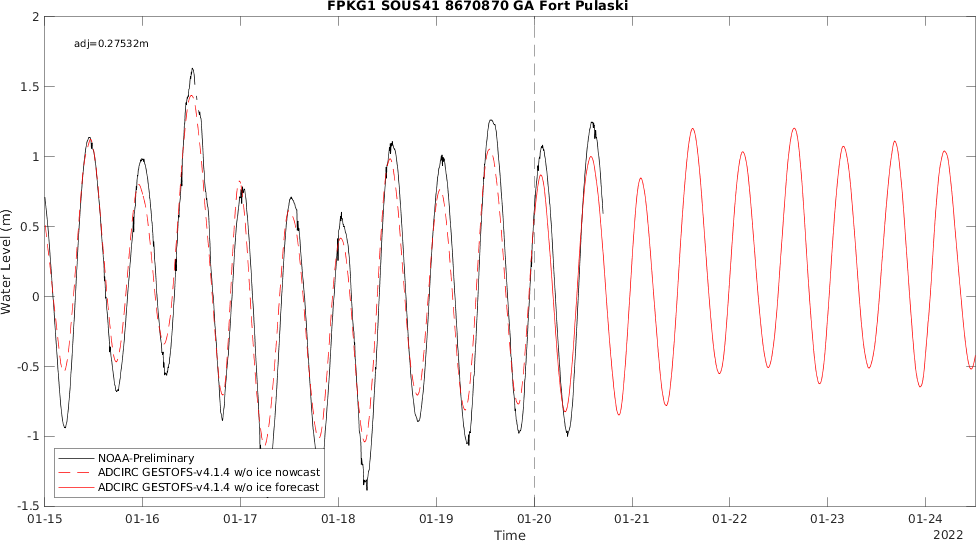 FPKG1 SOUS41 8670870 GA Fort Pulaski
adj=0.27532m
2
1.5
1
0.5
0
-0.5
-1
-1.5
Water Level (m)
NOAA-Preliminary
ADCIRC GESTOFS-v4.1.4 w/o ice nowcast
ADCIRC GESTOFS-v4.1.4 w/o ice forecast
01-15 01-16 01-17 01-18 01-19 01-20 01-21 01-22 01-23 01-24
Time
2022